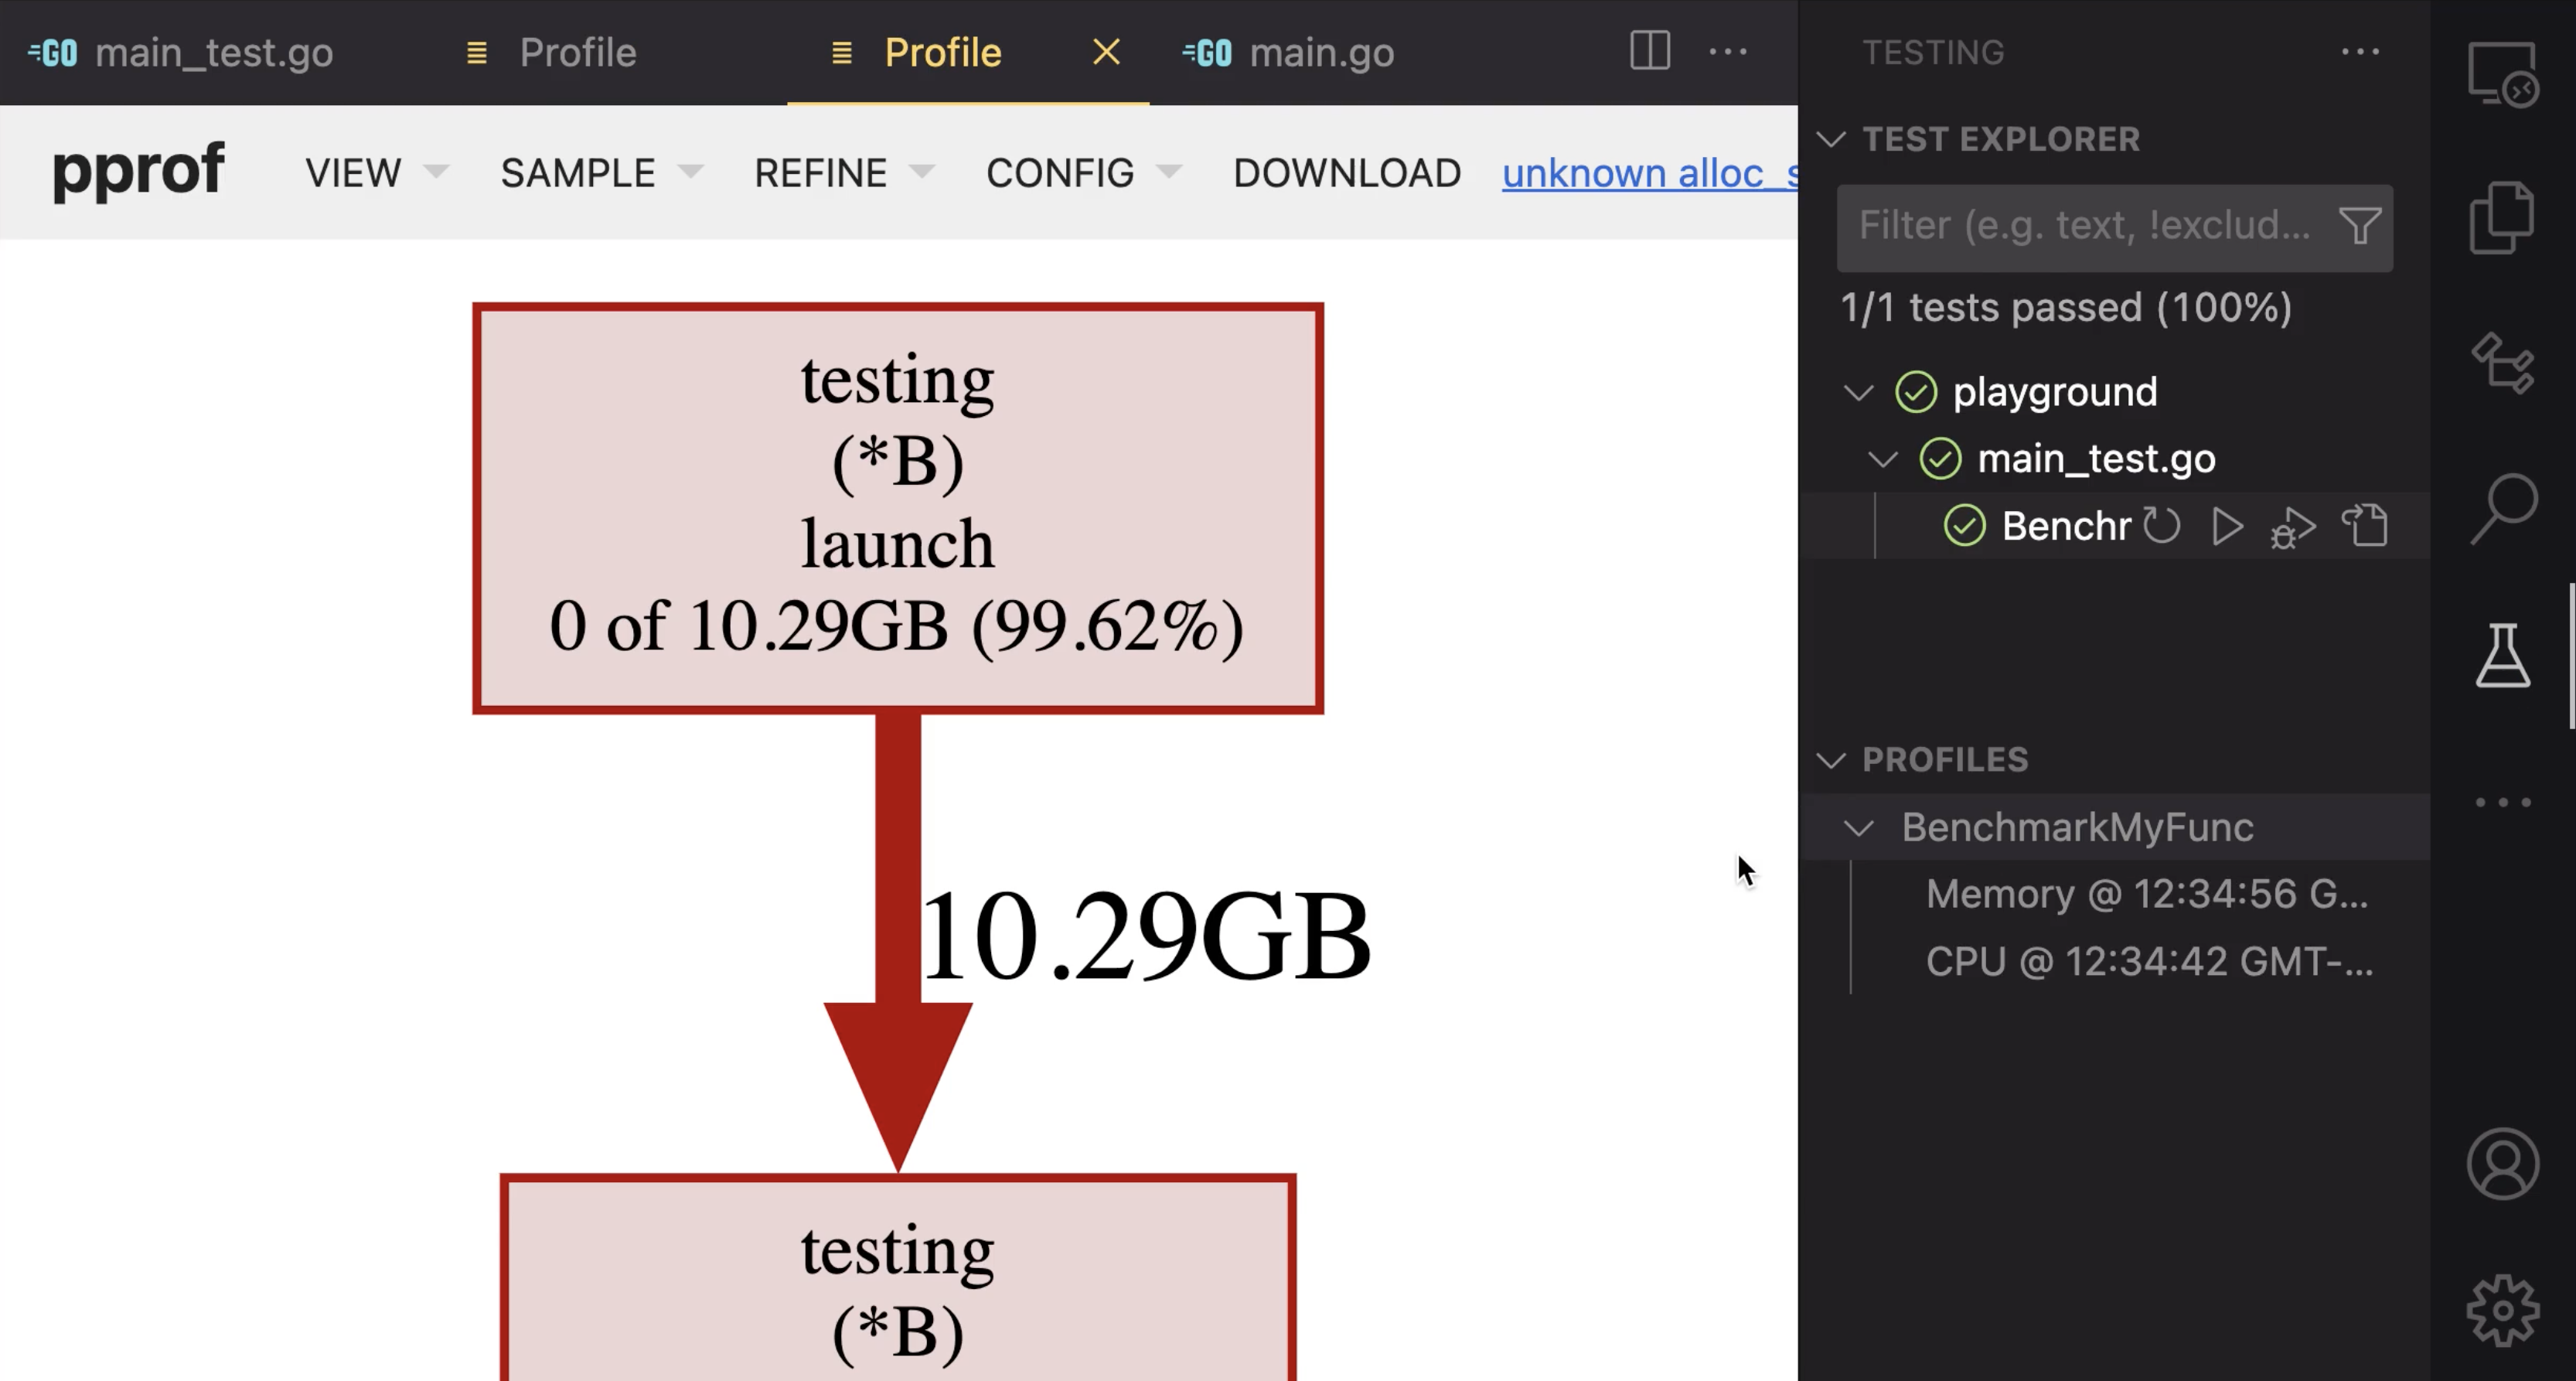 GO main_test.go
Profile
Profile
GO main.go
pprof
VIEW
SAMPLE
REFINE
CONFIG
DOWNLOAD
unknown alloc_s
testing
(*B)
launch
0 of 10.29GB (99.62%)
10.29GB
testing
(*B)
TESTING
TEST EXPLORER
Filter (e.g. text, !exclud...
1/1 tests passed (100%)
playground
main_test.go
Benchr
PROFILES
BenchmarkMyFunc
Memory @ 12:34:56 G...
CPU @ 12:34:42 GMT-...